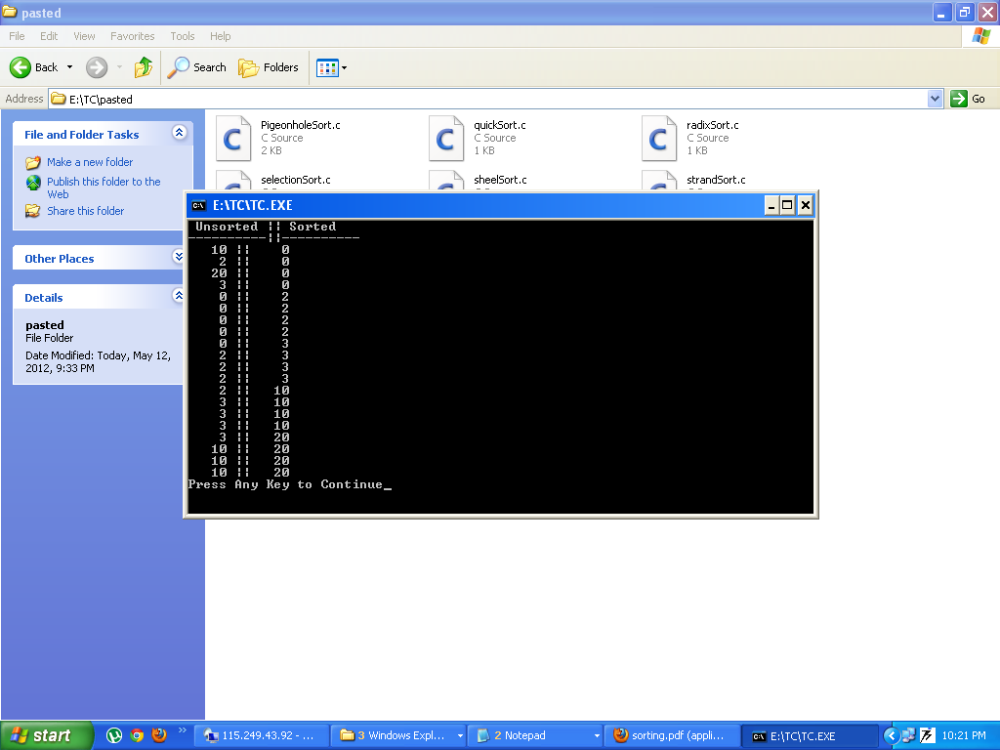 pasted
File Edit View Favorites Tools Help
Back Search Folders
Address E:\TC\pasted Go
File and Folder Tasks
Make a new folder
Publish this folder to the
Web
Share this folder
Other Places
Details
pasted
File Folder
Date Modified: Today, May 12,
2012, 9:33 PM
PigeonholeSort.c
C Source
2 KB
quickSort.c
C Source
1 KB
radixSort.c
C Source
1 KB
selectionSort.c
sheelSort.c
strandSort.c
E:\TC\TC.EXE
Unsorted ¦¦ Sorted
----------¦¦----------
10 ¦¦ 0
2 ¦¦ 0
20 ¦¦ 0
3 ¦¦ 0
0 ¦¦ 2
0 ¦¦ 2
0 ¦¦ 2
0 ¦¦ 2
0 ¦¦ 3
2 ¦¦ 3
2 ¦¦ 3
2 ¦¦ 3
2 ¦¦ 10
3 ¦¦ 10
3 ¦¦ 10
3 ¦¦ 10
3 ¦¦ 20
10 ¦¦ 20
10 ¦¦ 20
10 ¦¦ 20
Press Any Key to Continue_
start 115.249.43.92 - ... 3 Windows Expl... 2 Notepad sorting.pdf (appli... E:\TC\TC.EXE 10:21 PM